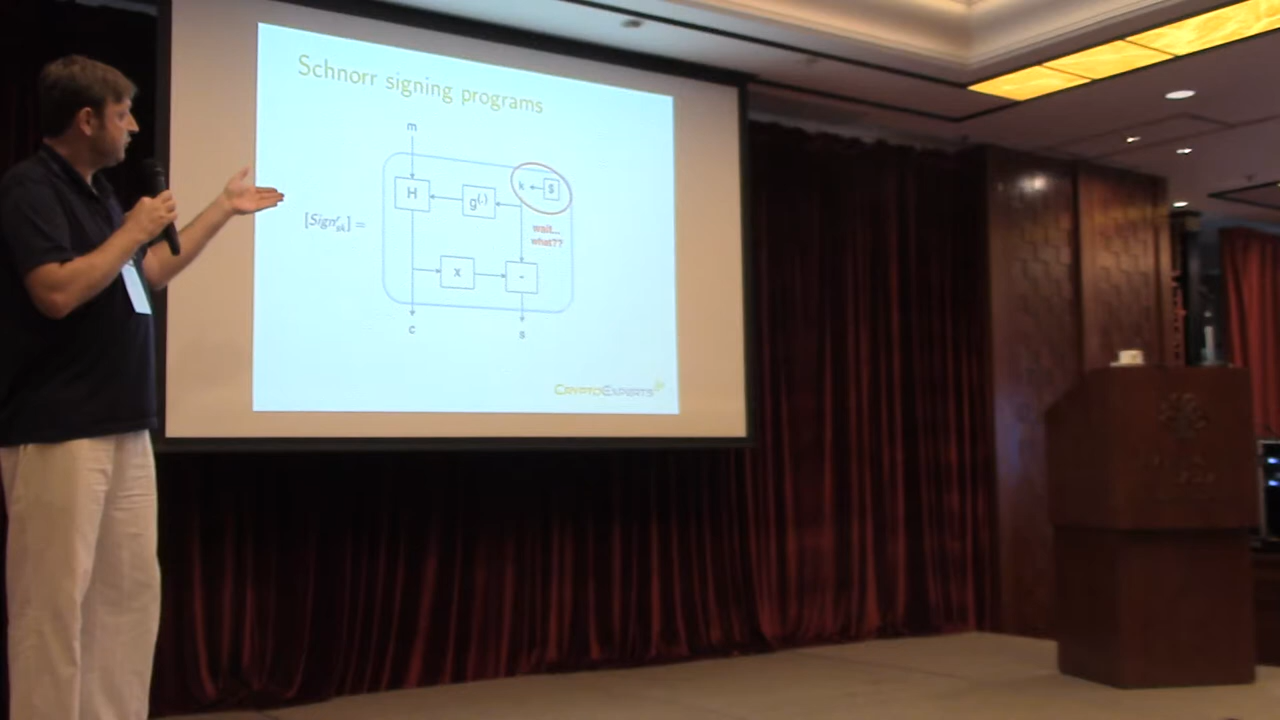 Schnorr signing programs
m
k $
H
g(.)
[Sign'sk] =
wait...
what??
x
-
c
s
CRYPTOEXPERTS